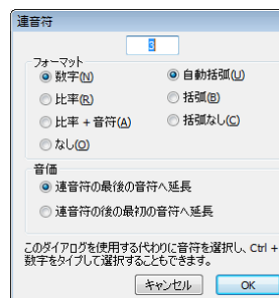 連音符
3
フォーマット
数字(N)
自動括弧(U)
比率(R)
括弧(B)
比率 + 音符(A)
括弧なし(C)
なし(O)
音価
連音符の最後の音符へ延長
連音符の後の最初の音符へ延長
このダイアログを使用する代わりに音符を選択し、Ctrl +
数字をタイプして選択することもできます。
キャンセル
OK